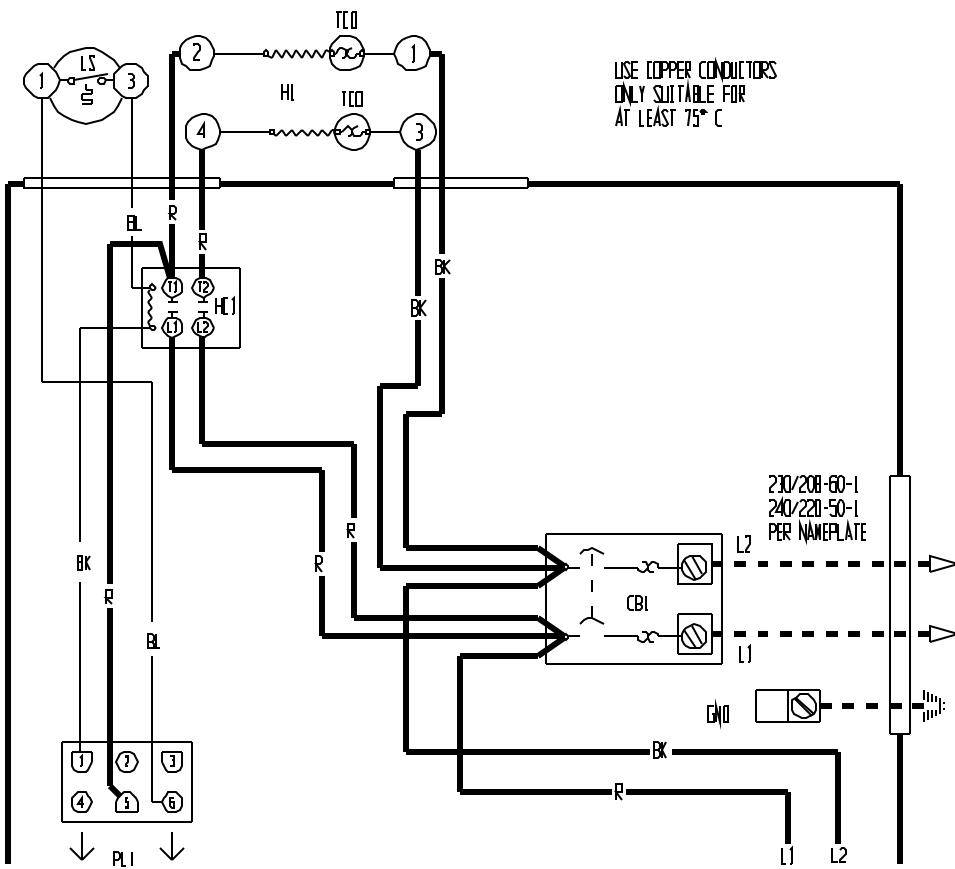 TCO
LS
1
3
2
1
H1
TCO
4
3
USE COPPER CONDUCTORS
ONLY SUITABLE FOR
AT LEAST 75° C
BL
R
R
BK
BK
T1
T2
HC1
L1
L2
230/208-60-1
240/220-50-1
PER NAMEPLATE
R
R
BK
R
BL
L2
CB1
L1
GND
BK
R
1
2
3
4
5
6
PL1
L1
L2